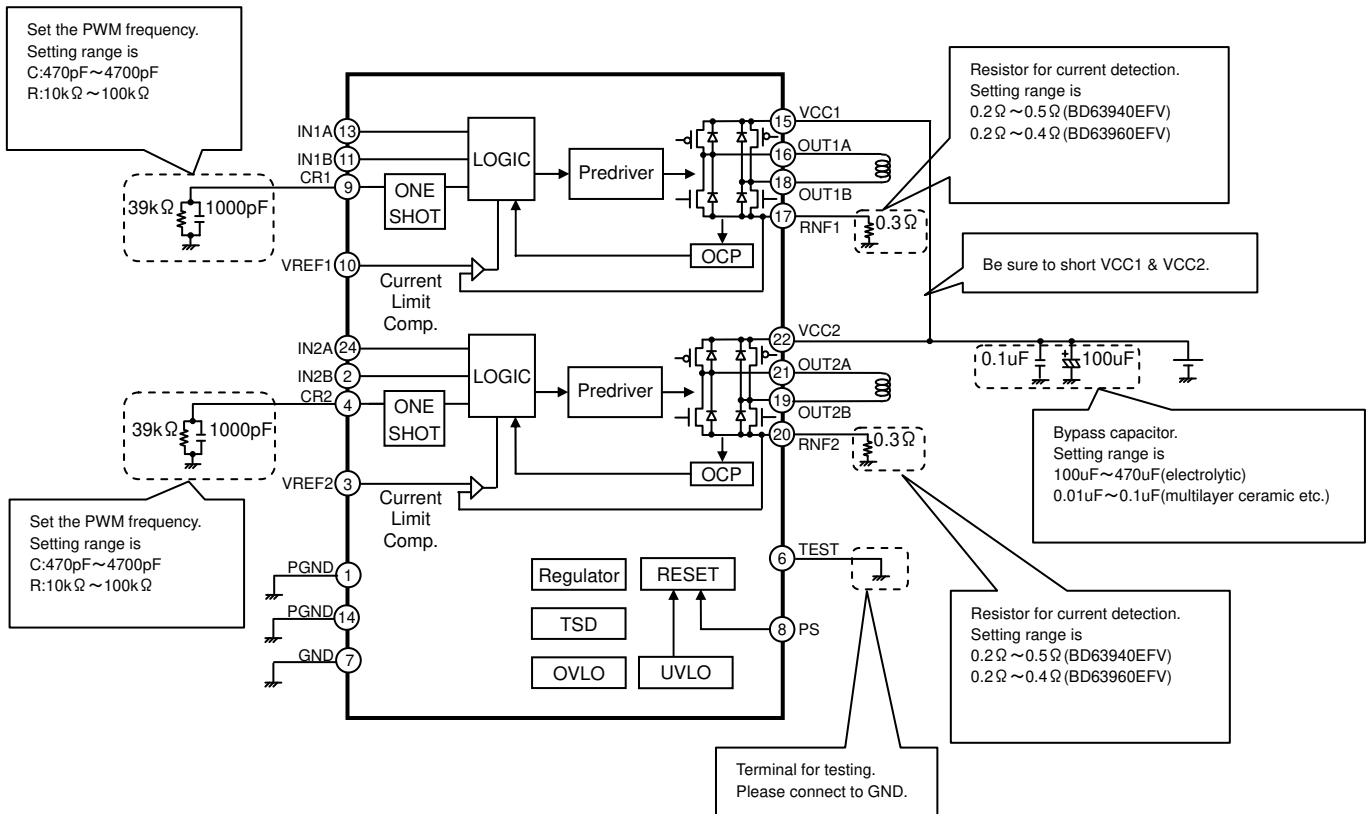 Set the PWM frequency.
Setting range is
C:470pF～4700pF
R:10kΩ～100kΩ
Resistor for current detection.
Setting range is
0.2Ω～0.5Ω(BD63940EFV)
0.2Ω～0.4Ω(BD63960EFV)
IN1A 13
IN1B 11
CR1 9
39kΩ 1000pF
ONE
SHOT
LOGIC
Predriver
15 VCC1
16 OUT1A
18 OUT1B
17 RNF1
0.3Ω
OCP
VREF1 10
Current
Limit
Comp.
Be sure to short VCC1 & VCC2.
IN2A 24
IN2B 2
CR2 4
39kΩ 1000pF
ONE
SHOT
LOGIC
Predriver
22 VCC2
21 OUT2A
19 OUT2B
20 RNF2
0.3Ω
OCP
VREF2 3
Current
Limit
Comp.
0.1uF + 100uF
Bypass capacitor.
Setting range is
100uF～470uF(electrolytic)
0.01uF～0.1uF(multilayer ceramic etc.)
Set the PWM frequency.
Setting range is
C:470pF～4700pF
R:10kΩ～100kΩ
PGND 1
PGND 14
GND 7
Regulator RESET
TSD
OVLO UVLO
6 TEST
8 PS
Resistor for current detection.
Setting range is
0.2Ω～0.5Ω(BD63940EFV)
0.2Ω～0.4Ω(BD63960EFV)
Terminal for testing.
Please connect to GND.